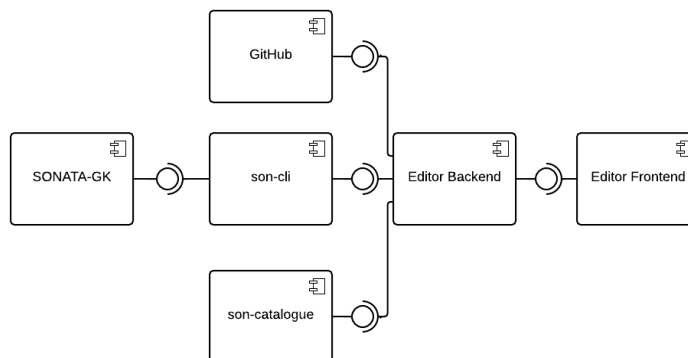 GitHub
SONATA-GK
son-cli
Editor Backend
Editor Frontend
son-catalogue